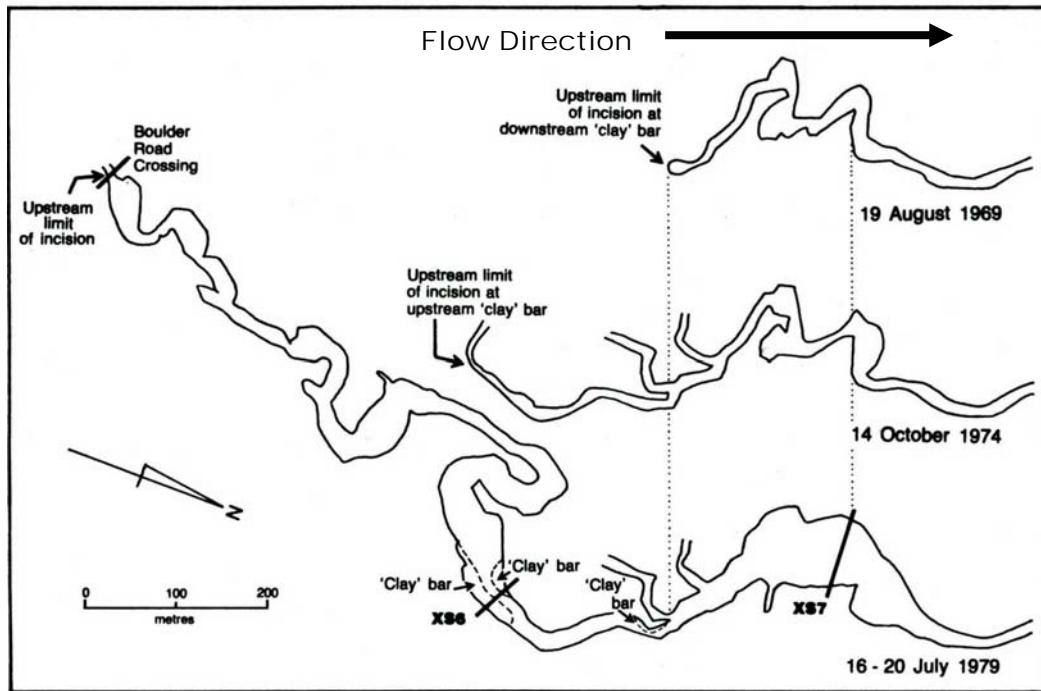 Flow Direction
Upstream limit
of incision at
downstream 'clay' bar
Boulder
Road
Crossing
Upstream
limit
of incision
19 August 1969
Upstream limit
of incision at
upstream 'clay' bar
14 October 1974
N
'Clay' bar
'Clay' bar
'Clay'
bar
0
200
metres
XS6
XS7
16 - 20 July 1979